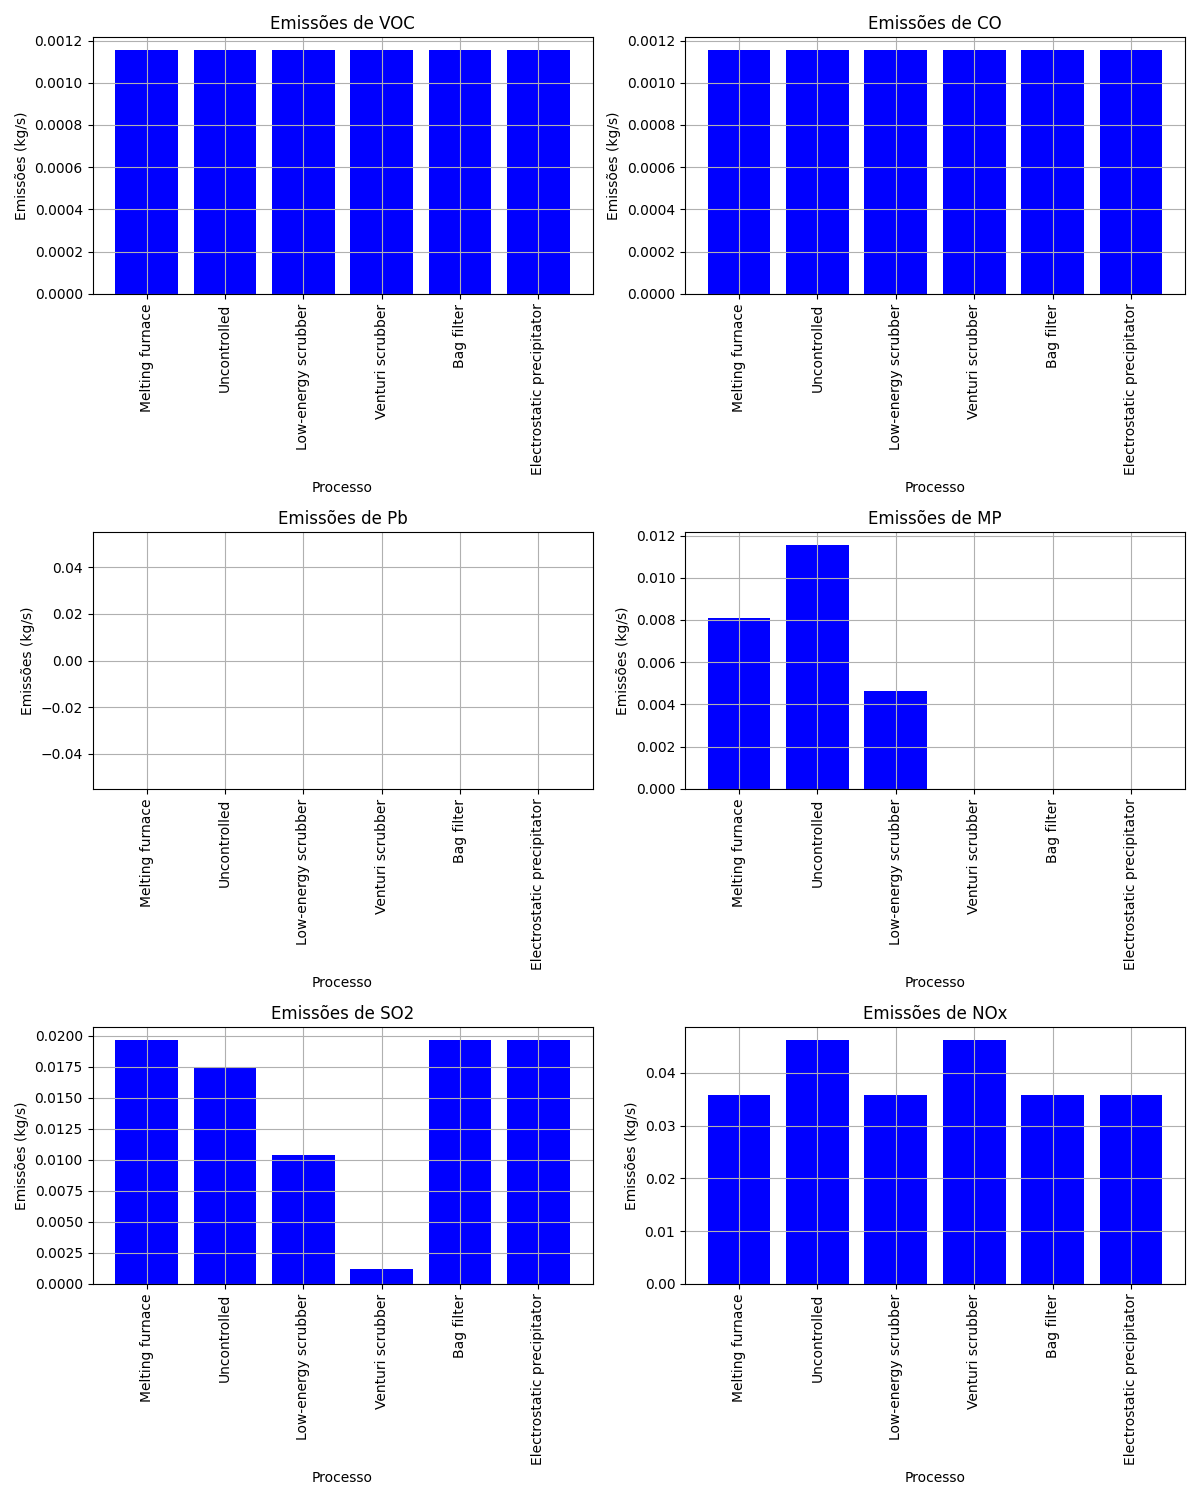 Emissões de VOC
Emissões (kg/s)
0.0012
0.0010
0.0008
0.0006
0.0004
0.0002
0.0000
Melting furnace
Uncontrolled
Low-energy scrubber
Venturi scrubber
Bag filter
Electrostatic precipitator
Processo
Emissões de CO
Emissões (kg/s)
0.0012
0.0010
0.0008
0.0006
0.0004
0.0002
0.0000
Melting furnace
Uncontrolled
Low-energy scrubber
Venturi scrubber
Bag filter
Electrostatic precipitator
Processo
Emissões de Pb
Emissões (kg/s)
0.04
0.02
0.00
−0.02
−0.04
Melting furnace
Uncontrolled
Low-energy scrubber
Venturi scrubber
Bag filter
Electrostatic precipitator
Processo
Emissões de MP
Emissões (kg/s)
0.012
0.010
0.008
0.006
0.004
0.002
0.000
Melting furnace
Uncontrolled
Low-energy scrubber
Venturi scrubber
Bag filter
Electrostatic precipitator
Processo
Emissões de SO2
Emissões (kg/s)
0.0200
0.0175
0.0150
0.0125
0.0100
0.0075
0.0050
0.0025
0.0000
Melting furnace
Uncontrolled
Low-energy scrubber
Venturi scrubber
Bag filter
Electrostatic precipitator
Processo
Emissões de NOx
Emissões (kg/s)
0.04
0.03
0.02
0.01
0.00
Melting furnace
Uncontrolled
Low-energy scrubber
Venturi scrubber
Bag filter
Electrostatic precipitator
Processo